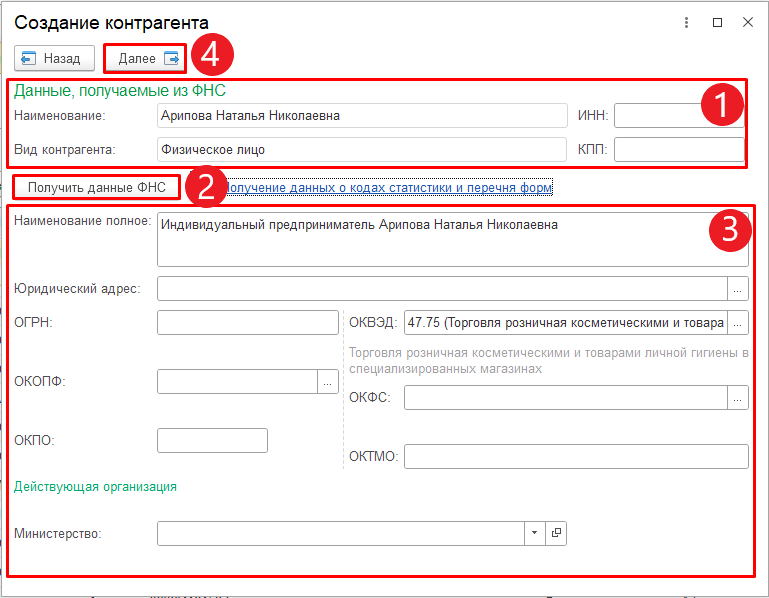 Создание контрагента
Назад Далее 4
Данные, получаемые из ФНС
Наименование: Арипова Наталья Николаевна ИНН: 1
Вид контрагента: Физическое лицо КПП:
Получить данные ФНС 2 Получение данных о кодах статистики и перечня форм
Наименование полное: Индивидуальный предприниматель Арипова Наталья Николаевна 3
Юридический адрес: ...
ОГРН: ОКВЭД: 47.75 (Торговля розничная косметическими и товара ...
Торговля розничная косметическими и товарами личной гигиены в
специализированных магазинах
ОКОПФ: ... ОКФС: ...
ОКПО: ОКТМО:
Действующая организация
Министерство: